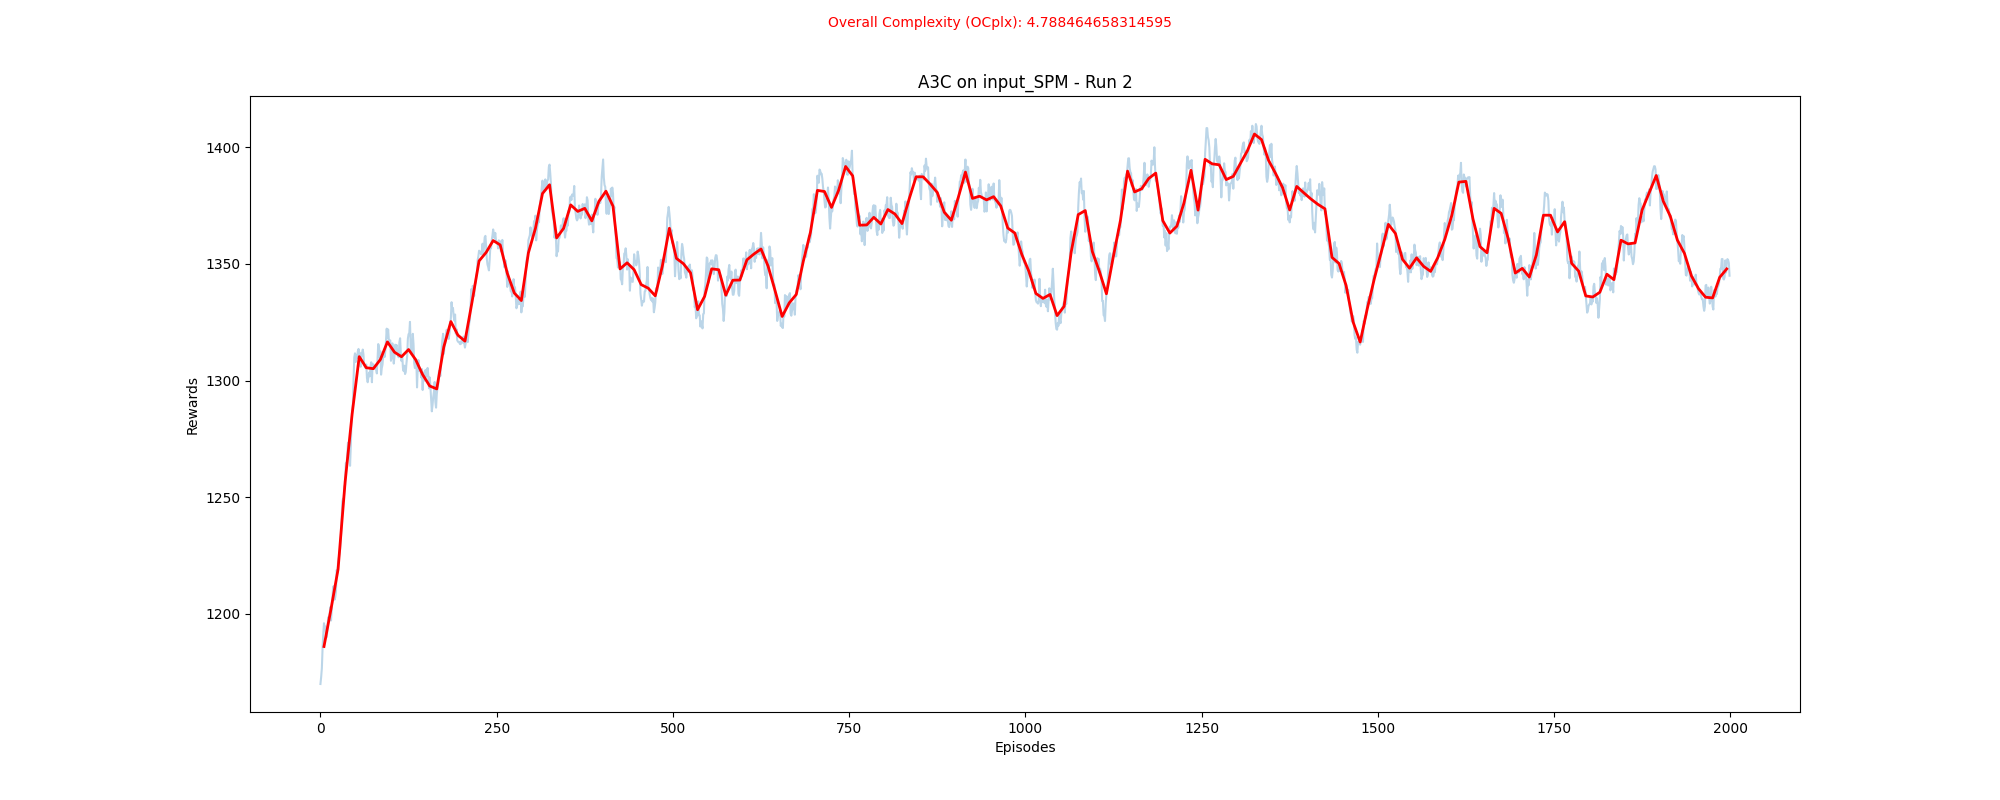 Overall Complexity (OCplx): 4.788464658314595
A3C on input_SPM - Run 2
1400
1350
1300
1250
1200
Rewards
0 250 500 750 1000 1250 1500 1750 2000
Episodes